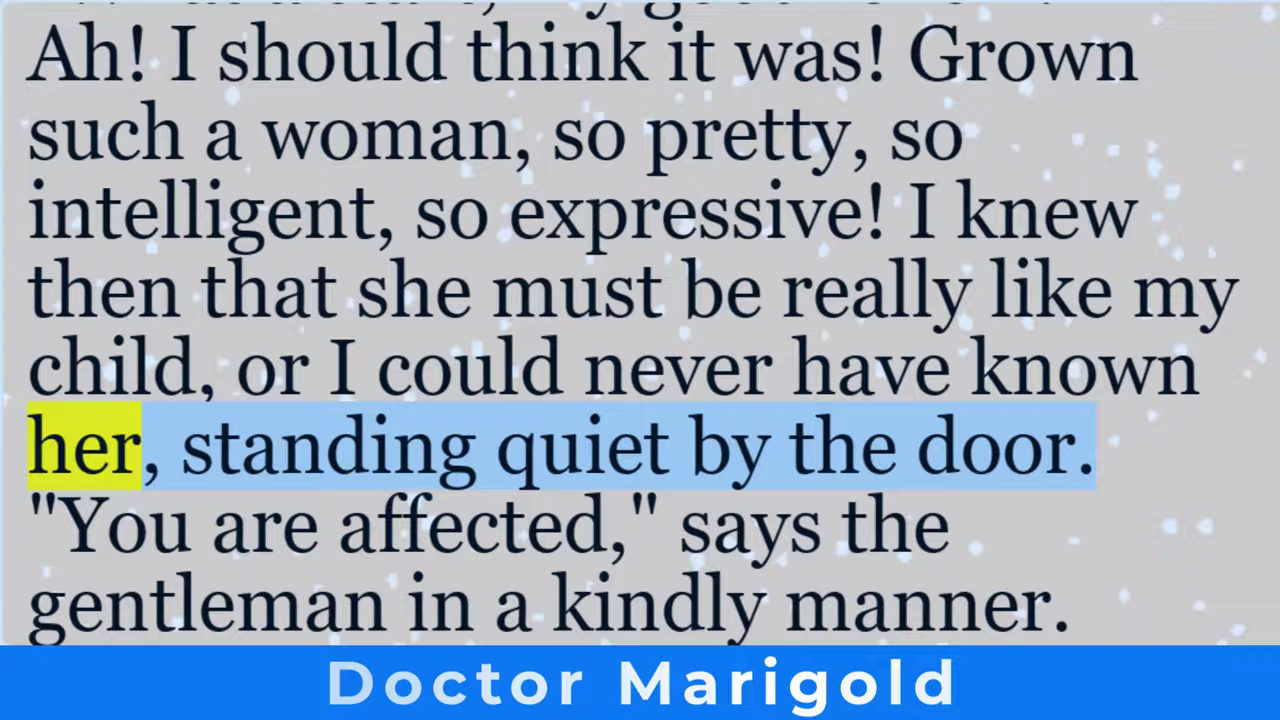 Ah! I should think it was! Grown
such a woman, so pretty, so
intelligent, so expressive! I knew
then that she must be really like my
child, or I could never have known
her, standing quiet by the door.
"You are affected," says the
gentleman in a kindly manner.
Doctor Marigold